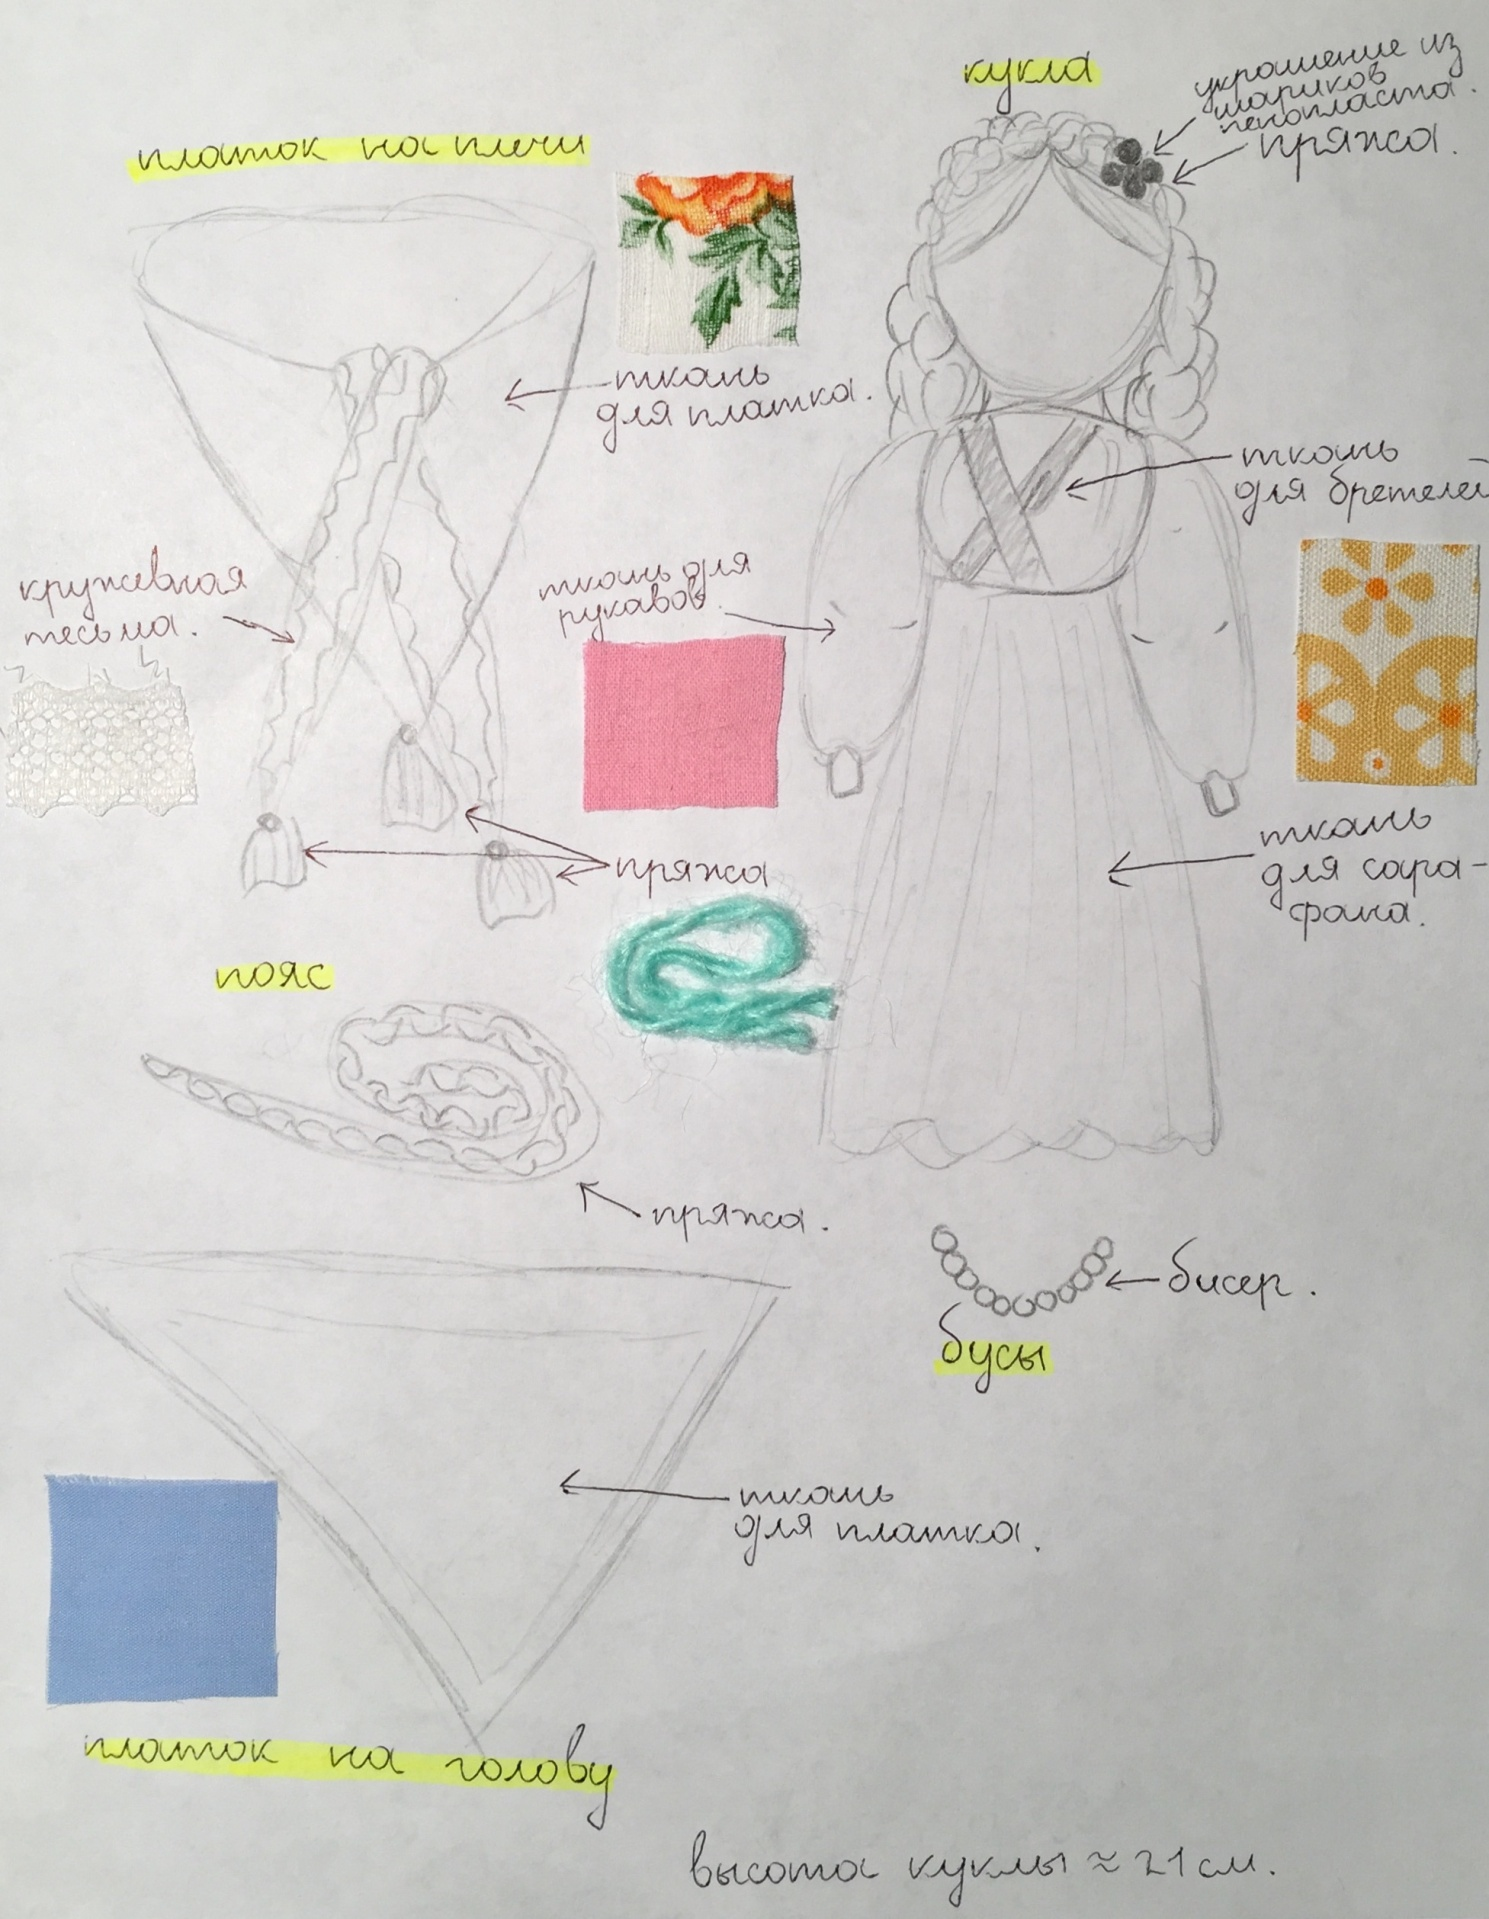 кукла
украшение из
шариков
пенопласта.
пряжа.
платок на плечи
ткань
для платка.
ткань
для бретелей
кружевная
тесьма.
ткань для
рукавов.
ткань
для сара-
фана.
пряжа
пояс
пряжа.
бисер.
бусы
ткань
для платка.
платок на голову
высота куклы ≈ 21 см.